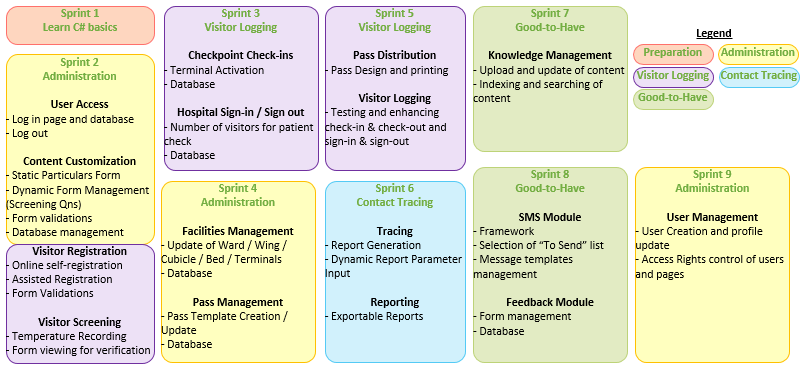 Sprint 1
Learn C# basics
Sprint 2
Administration
User Access
- Log in page and database
- Log out
Content Customization
- Static Particulars Form
- Dynamic Form Management
(Screening Qns)
- Form validations
- Database management
Visitor Registration
- Online self-registration
- Assisted Registration
- Form Validations
Visitor Screening
- Temperature Recording
- Form viewing for verification
Sprint 3
Visitor Logging
Checkpoint Check-ins
- Terminal Activation
- Database
Hospital Sign-in / Sign out
- Number of visitors for patient
check
- Database
Sprint 4
Administration
Facilities Management
- Update of Ward / Wing /
Cubicle / Bed / Terminals
- Database
Pass Management
- Pass Template Creation /
Update
- Database
Sprint 5
Visitor Logging
Pass Distribution
- Pass Design and printing
Visitor Logging
- Testing and enhancing
check-in & check-out and
sign-in & sign-out
Sprint 6
Contact Tracing
Tracing
- Report Generation
- Dynamic Report Parameter
Input
Reporting
- Exportable Reports
Sprint 7
Good-to-Have
Knowledge Management
- Upload and update of content
- Indexing and searching of
content
Sprint 8
Good-to-Have
SMS Module
- Framework
- Selection of “To Send” list
- Message templates
management
Feedback Module
- Form management
- Database
Legend
Preparation
Administration
Visitor Logging
Contact Tracing
Good-to-Have
Sprint 9
Administration
User Management
- User Creation and profile
update
- Access Rights control of users
and pages